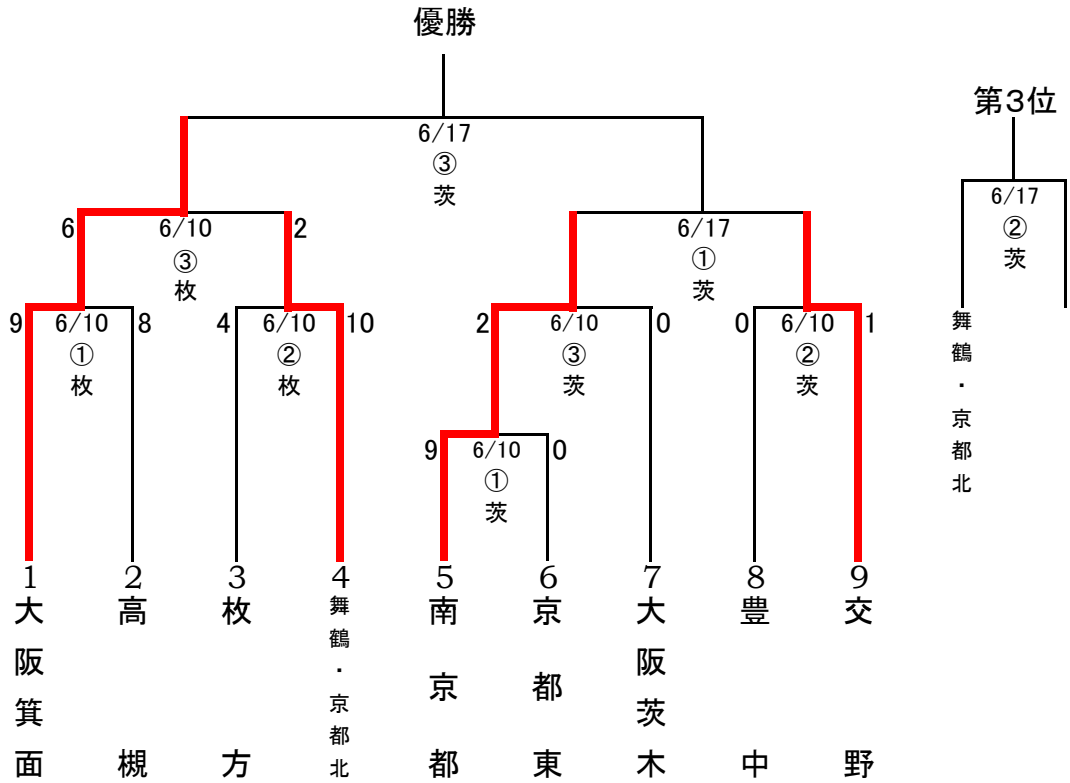 優勝
第3位
6/17
③
茨
6/17
②
茨
6 6/10 2
③
枚
6/17
①
茨
9 6/10 8
①
枚
4 6/10 10
②
枚
2 6/10 0
③
茨
0 6/10 1
②
茨
9 6/10 0
①
茨
舞鶴・京都北
1 2 3 4 5 6 7 8 9
大阪箕面
高槻
枚方
舞鶴・京都北
南京都
京都東
大阪茨木
豊中
交野